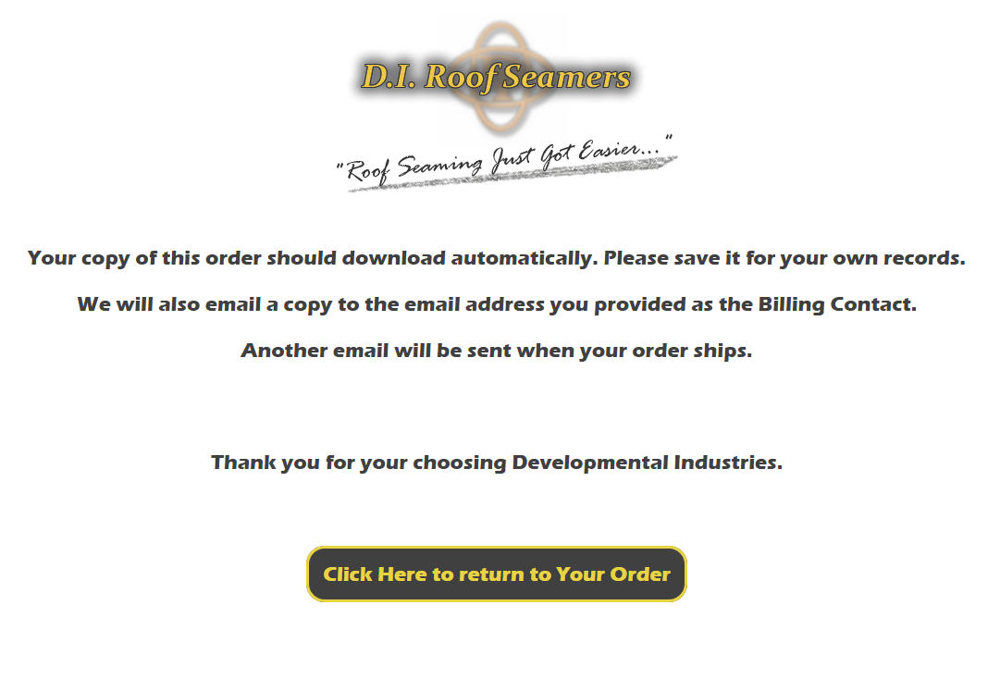 D.I. Roof Seamers
"Roof Seaming Just Got Easier..."
Your copy of this order should download automatically. Please save it for your own records.
We will also email a copy to the email address you provided as the Billing Contact.
Another email will be sent when your order ships.
Thank you for your choosing Developmental Industries.
Click Here to return to Your Order